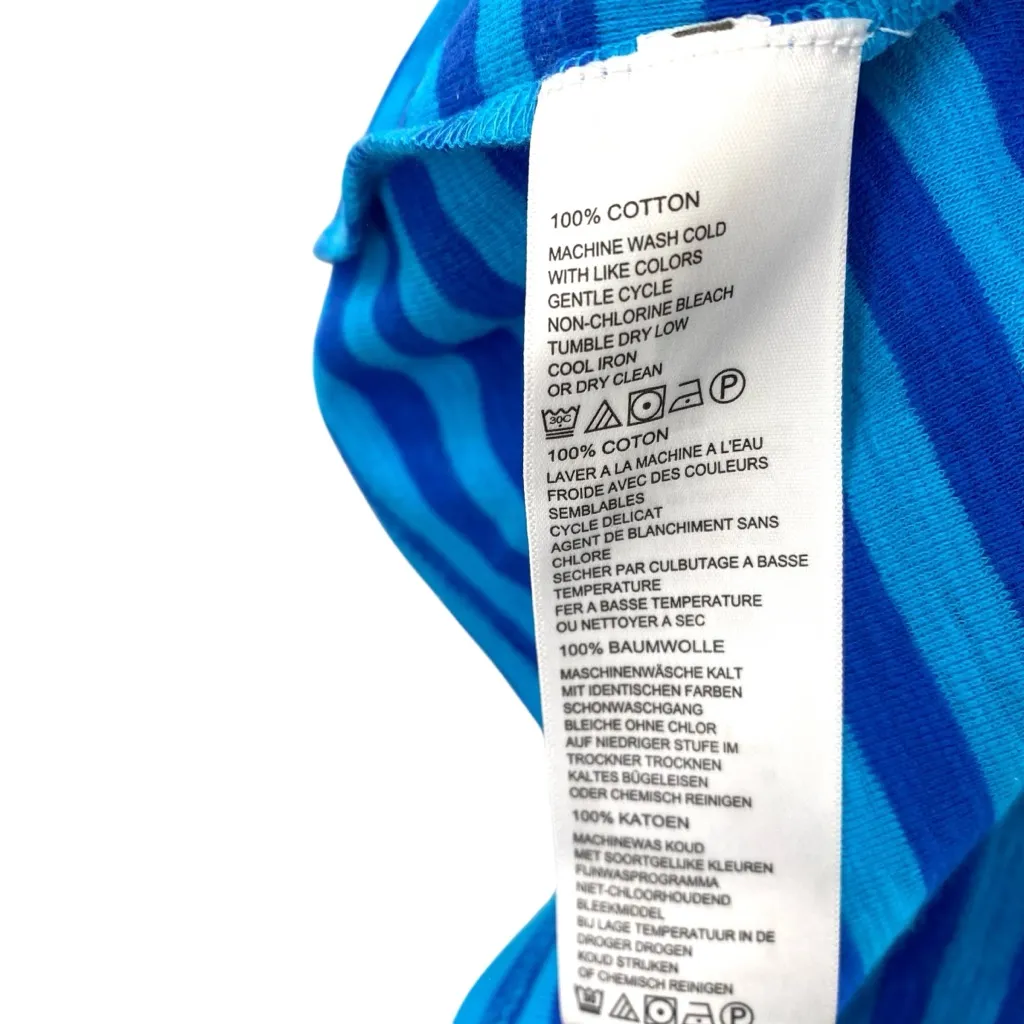 100% COTTON
MACHINE WASH COLD
WITH LIKE COLORS
GENTLE CYCLE
NON-CHLORINE BLEACH
TUMBLE DRY LOW
COOL IRON
OR DRY CLEAN
30C P
100% COTON
LAVER A LA MACHINE A L'EAU
FROIDE AVEC DES COULEURS
SEMBLABLES
CYCLE DELICAT
AGENT DE BLANCHIMENT SANS
CHLORE
SECHER PAR CULBUTAGE A BASSE
TEMPERATURE
FER A BASSE TEMPERATURE
OU NETTOYER A SEC
100% BAUMWOLLE
MASCHINENWÄSCHE KALT
MIT IDENTISCHEN FARBEN
SCHONWASCHGANG
BLEICHE OHNE CHLOR
AUF NIEDRIGER STUFE IM
TROCKNER TROCKNEN
KALTES BÜGELEISEN
ODER CHEMISCH REINIGEN
100% KATOEN
MACHINEWAS KOUD
MET SOORTGELIJKE KLEUREN
FIJNWASPROGRAMMA
NIET-CHLOORHOUDEND
BLEEKMIDDEL
BIJ LAGE TEMPERATUUR IN DE
DROGER DROGEN
KOUD STRIJKEN
OF CHEMISCH REINIGEN
P